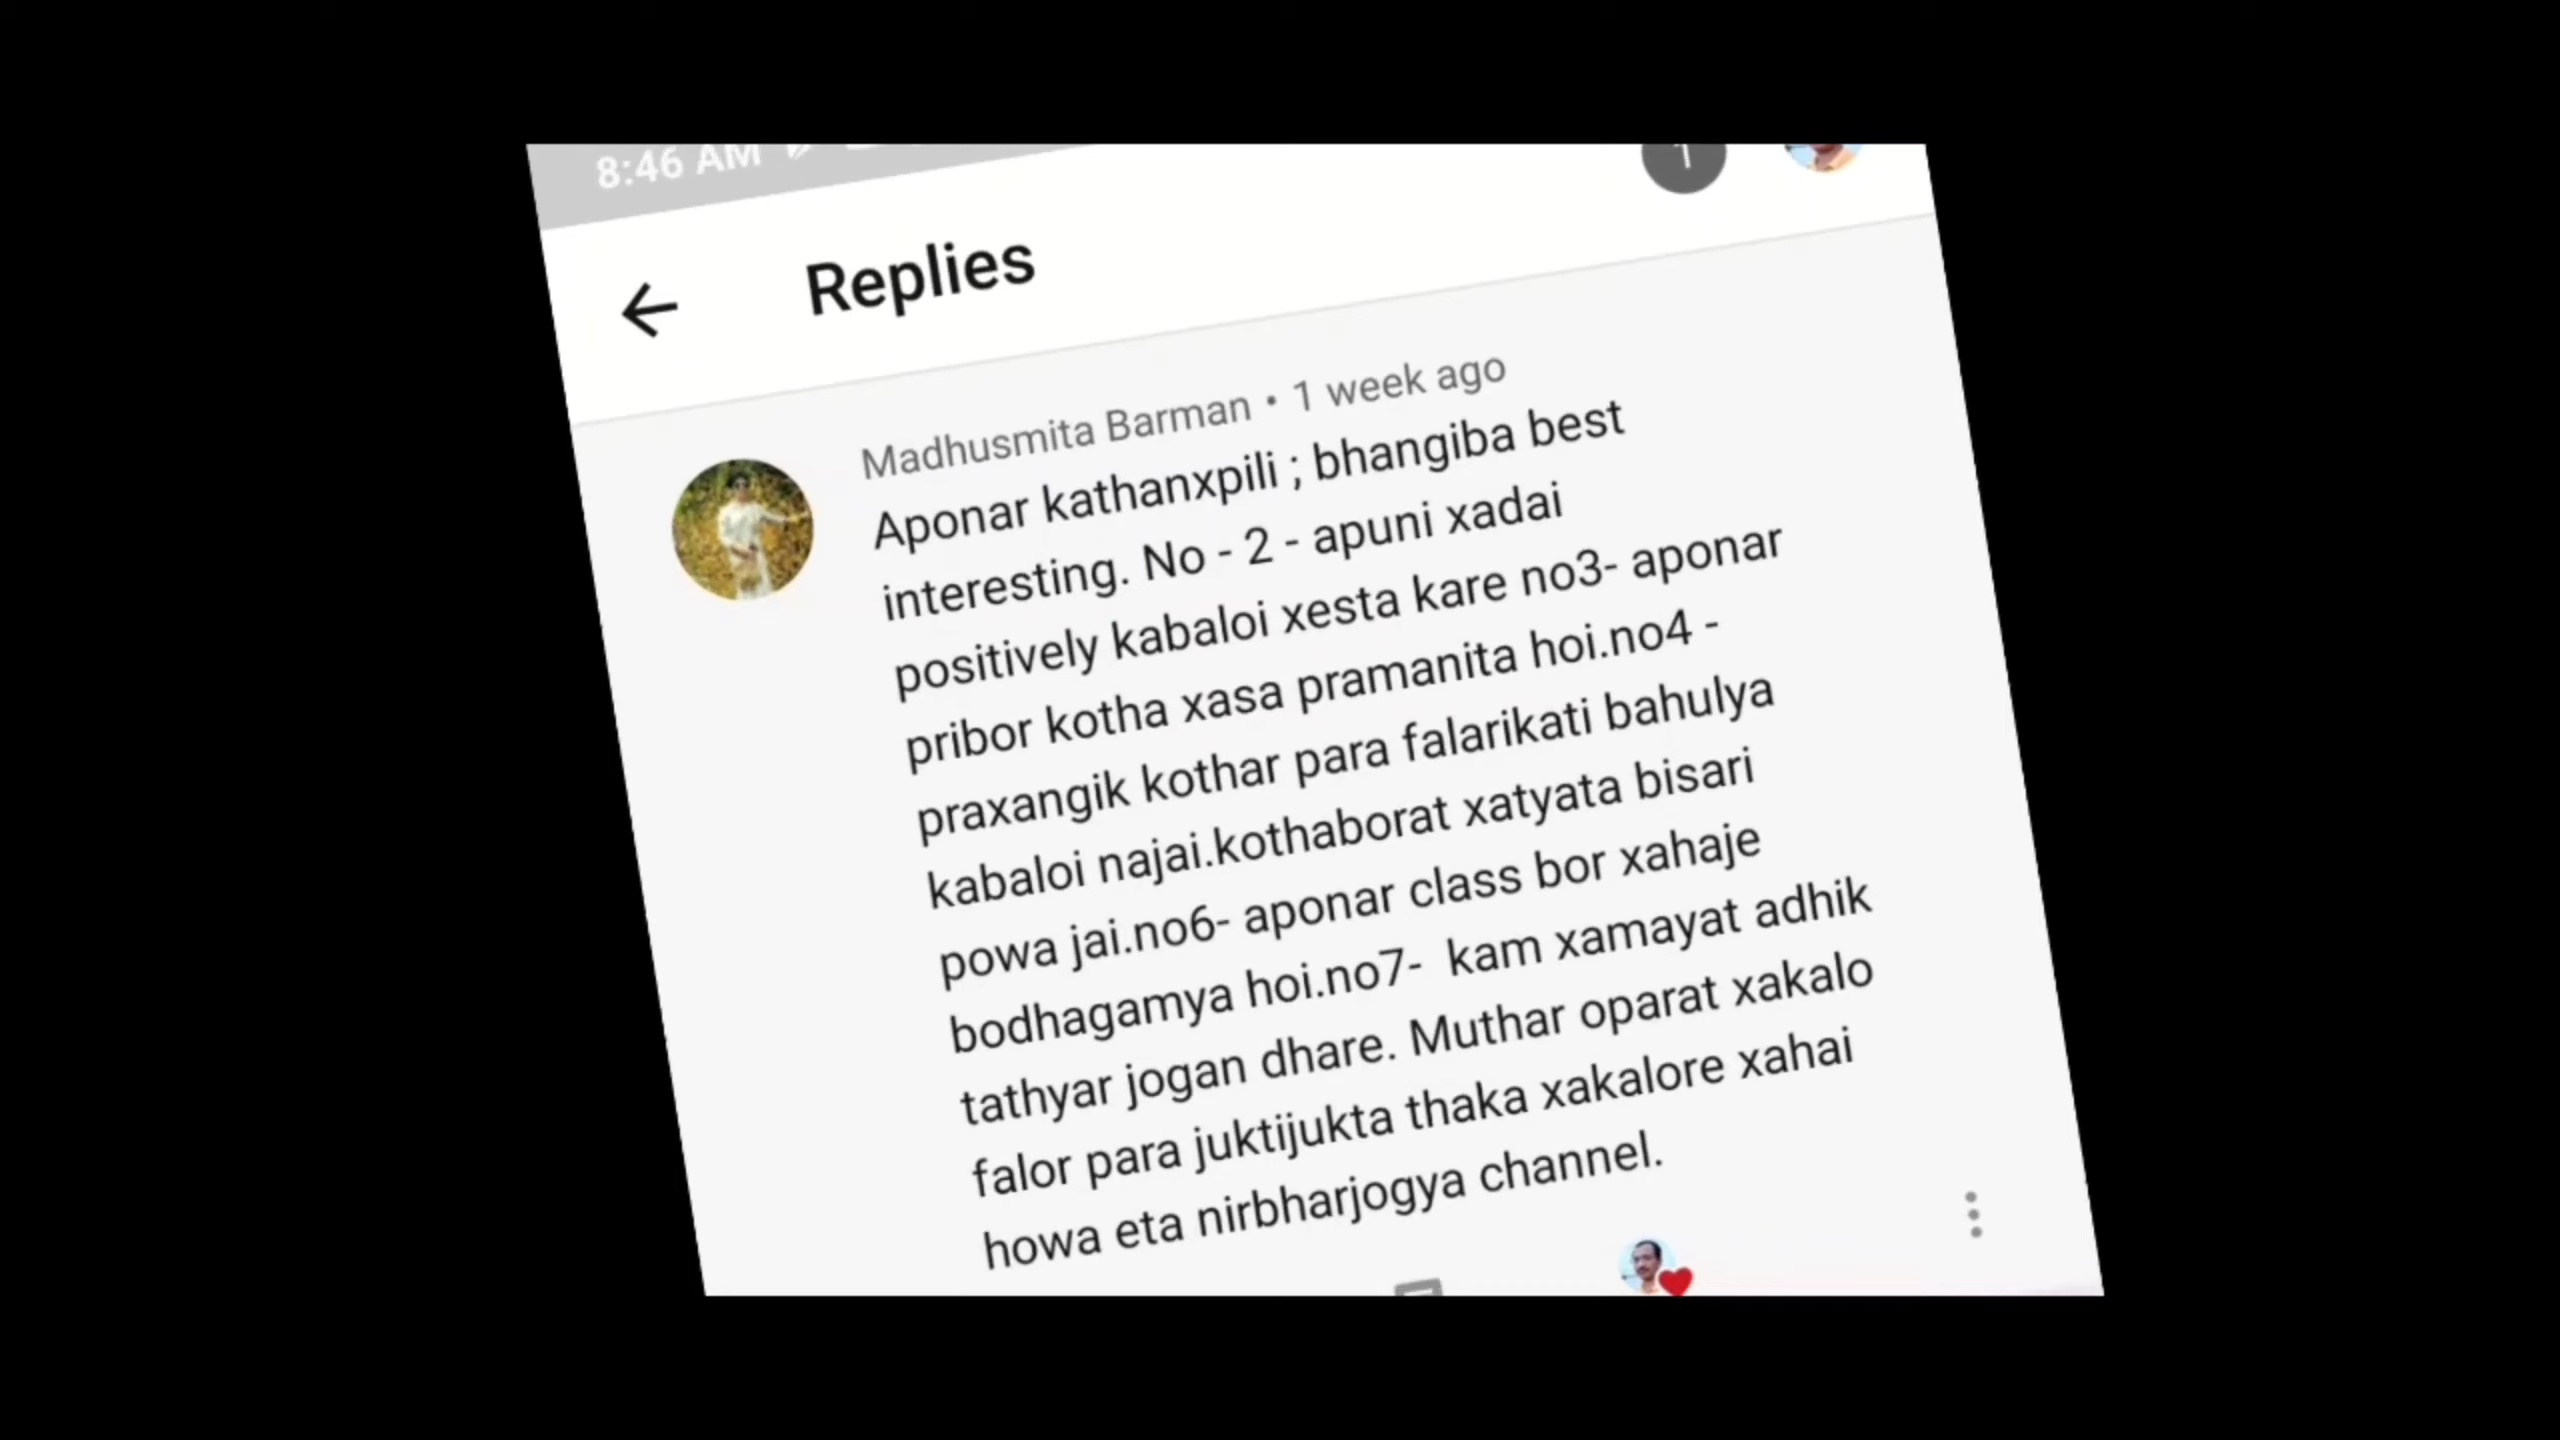 8:46 AM
1
Replies
Madhusmita Barman • 1 week ago
Aponar kathanxpili ; bhangiba best
interesting. No - 2 - apuni xadai
positively kabaloi xesta kare no3- aponar
pribor kotha xasa pramanita hoi.no4 -
praxangik kothar para falarikati bahulya
kabaloi najai.kothaborat xatyata bisari
powa jai.no6- aponar class bor xahaje
bodhagamya hoi.no7- kam xamayat adhik
tathyar jogan dhare. Muthar oparat xakalo
falor para juktijukta thaka xakalore xahai
howa eta nirbharjogya channel.